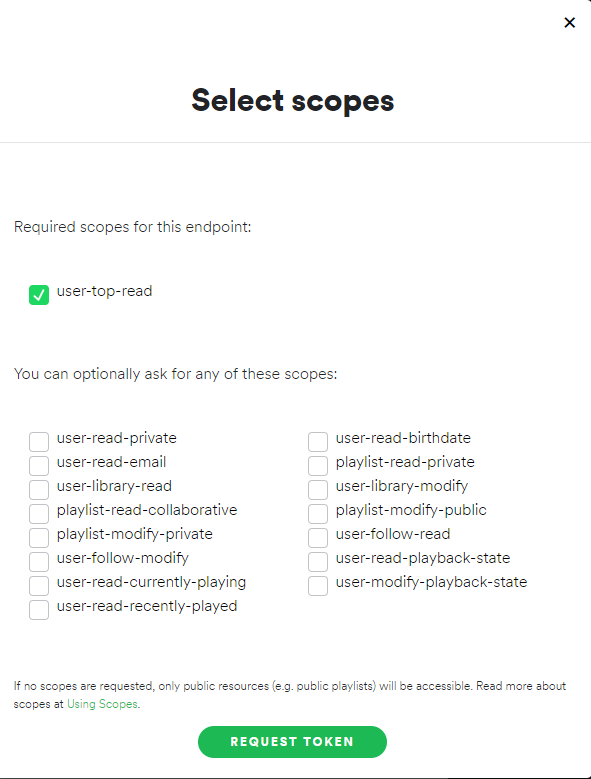 Select scopes
Required scopes for this endpoint:
user-top-read
You can optionally ask for any of these scopes:
user-read-private
user-read-birthdate
user-read-email
playlist-read-private
user-library-read
user-library-modify
playlist-read-collaborative
playlist-modify-public
playlist-modify-private
user-follow-read
user-follow-modify
user-read-playback-state
user-read-currently-playing
user-modify-playback-state
user-read-recently-played
If no scopes are requested, only public resources (e.g. public playlists) will be accessible. Read more about
scopes at Using Scopes.
REQUEST TOKEN